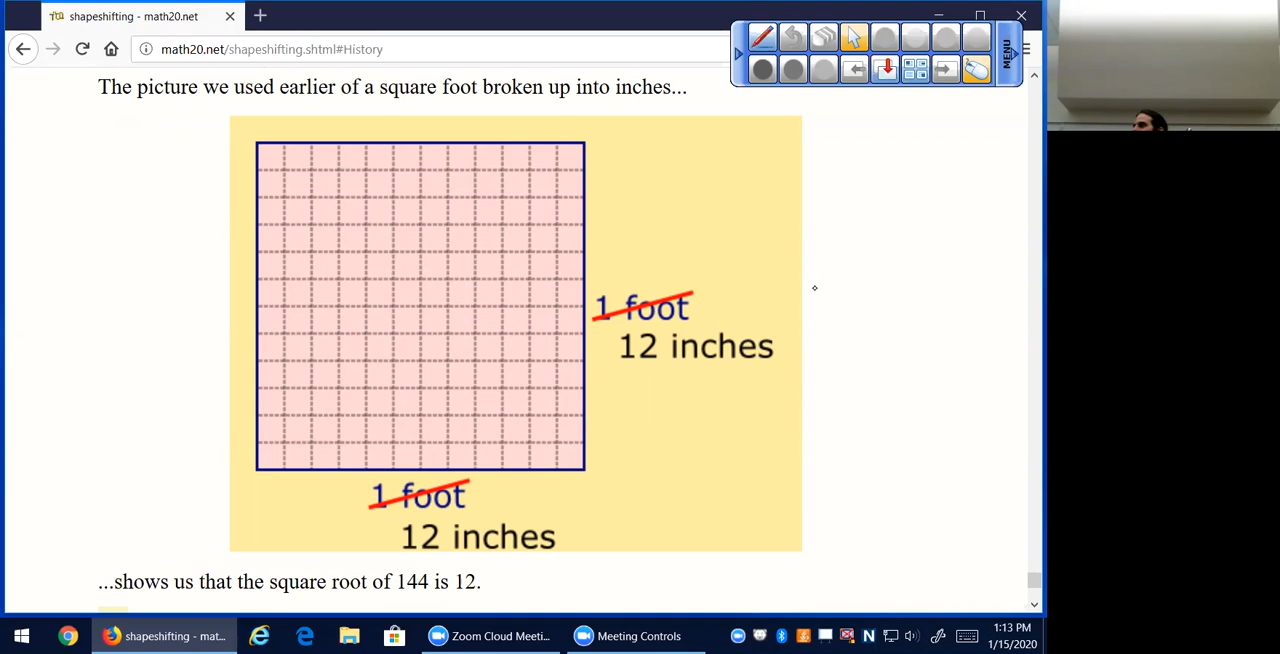 shapeshifting - math20.net
math20.net/shapeshifting.shtml#History
MENU
The picture we used earlier of a square foot broken up into inches...
1 foot
12 inches
1 foot
12 inches
...shows us that the square root of 144 is 12.
shapeshifting - mat...
Zoom Cloud Meeti...
Meeting Controls
N
1:13 PM
1/15/2020